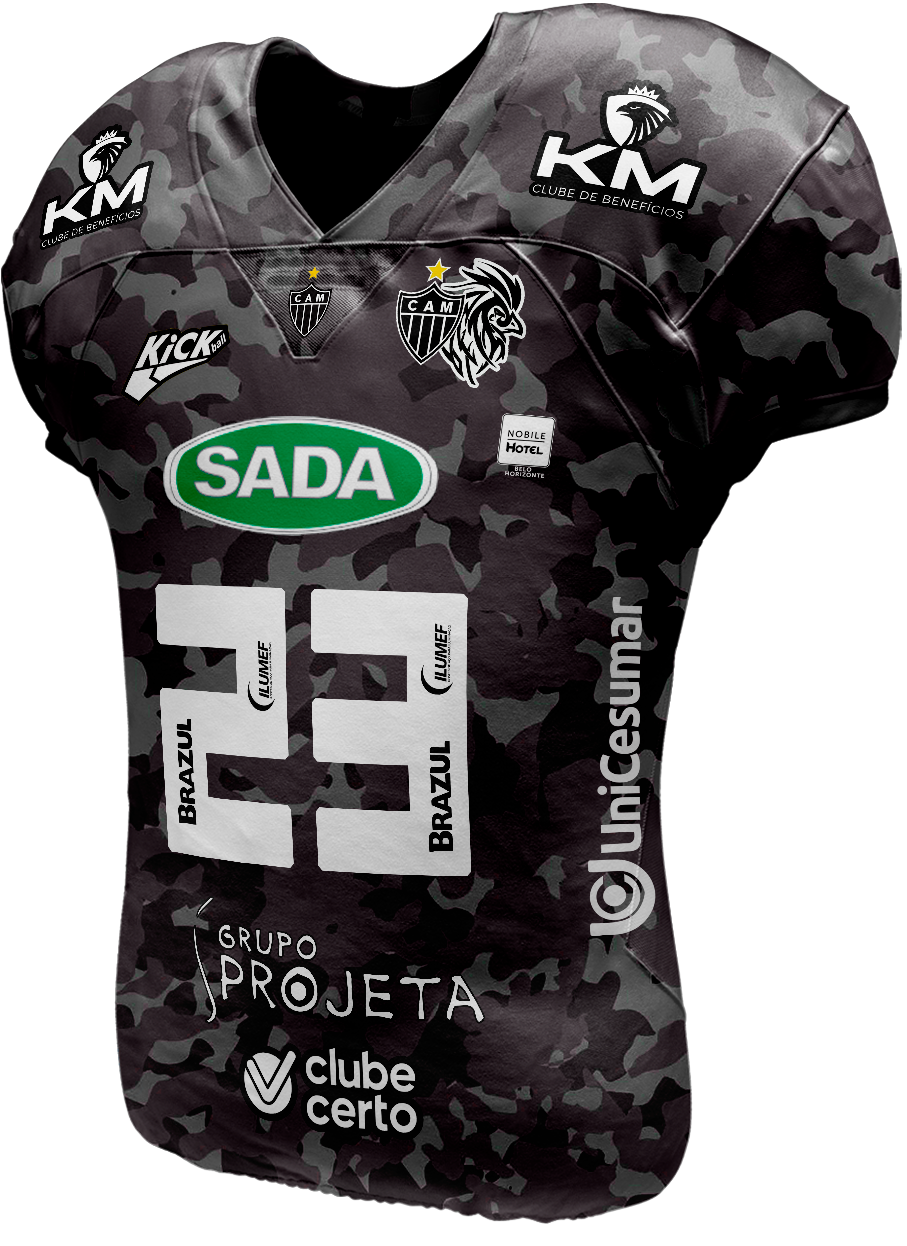 KM
CLUBE DE BENEFÍCIOS
KM
CLUBE DE BENEFÍCIOS
CAM
CAM
KiCK
ball
SADA
NOBILE
HOTEL
BELO
HORIZONTE
23
ILUMEF
ILUMEF
BRAZUL
BRAZUL
UniCesumar
GRUPO
PROJETA
clube
certo